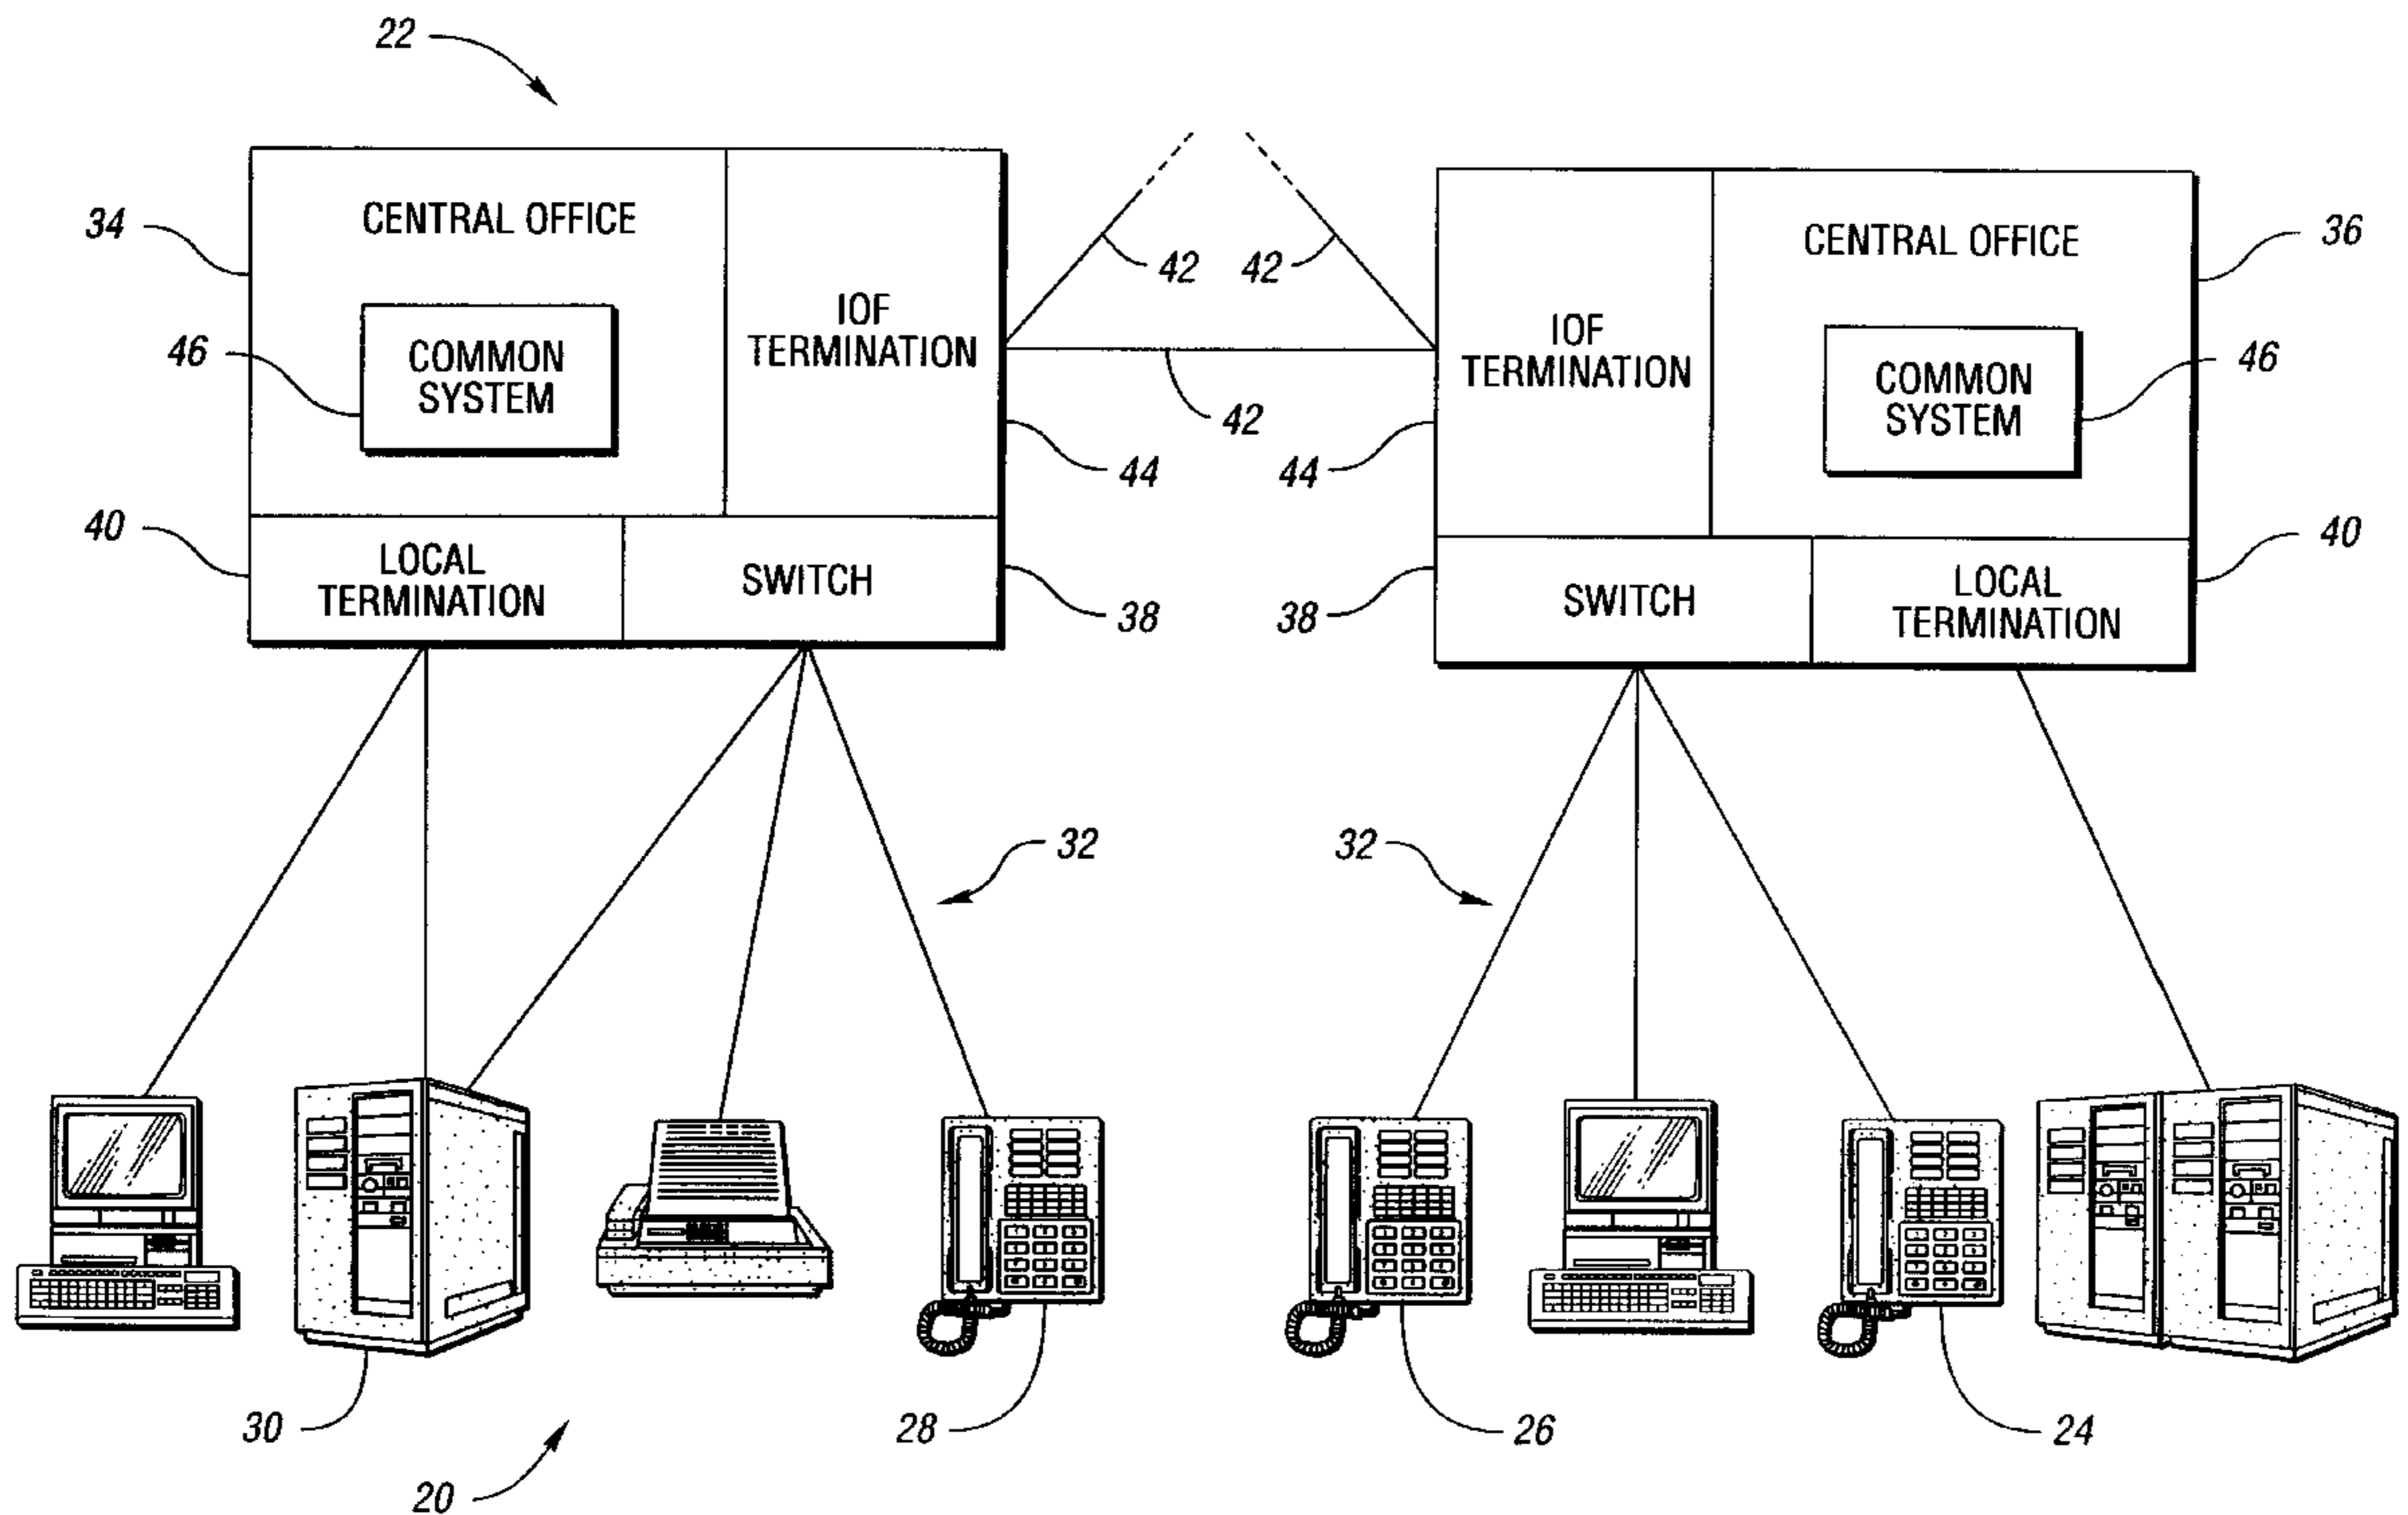 22
34
CENTRAL OFFICE
46
COMMON
SYSTEM
IOF
TERMINATION
40
LOCAL
TERMINATION
SWITCH
44
38
42
42
42
36
CENTRAL OFFICE
IOF
TERMINATION
COMMON
SYSTEM
46
44
38
SWITCH
LOCAL
TERMINATION
40
32
32
30
28
26
24
20